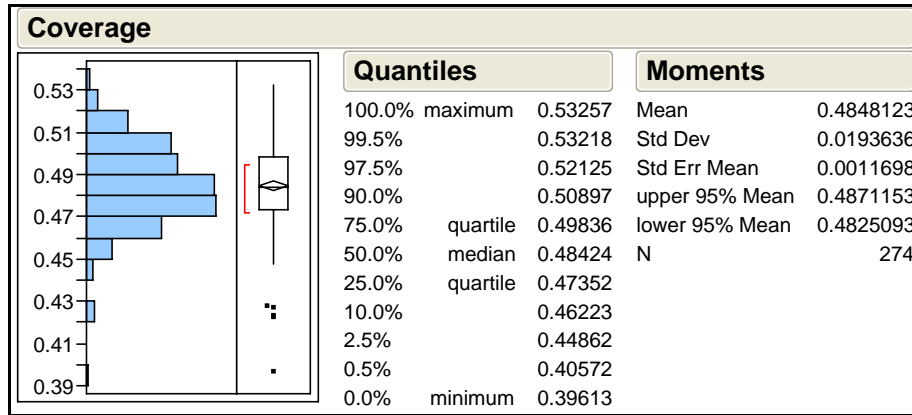 Coverage
0.53
0.51
0.49
0.47
0.45
0.43
0.41
0.39
Quantiles
100.0% maximum 0.53257
99.5% 0.53218
97.5% 0.52125
90.0% 0.50897
75.0% quartile 0.49836
50.0% median 0.48424
25.0% quartile 0.47352
10.0% 0.46223
2.5% 0.44862
0.5% 0.40572
0.0% minimum 0.39613
Moments
Mean 0.4848123
Std Dev 0.0193636
Std Err Mean 0.0011698
upper 95% Mean 0.4871153
lower 95% Mean 0.4825093
N 274